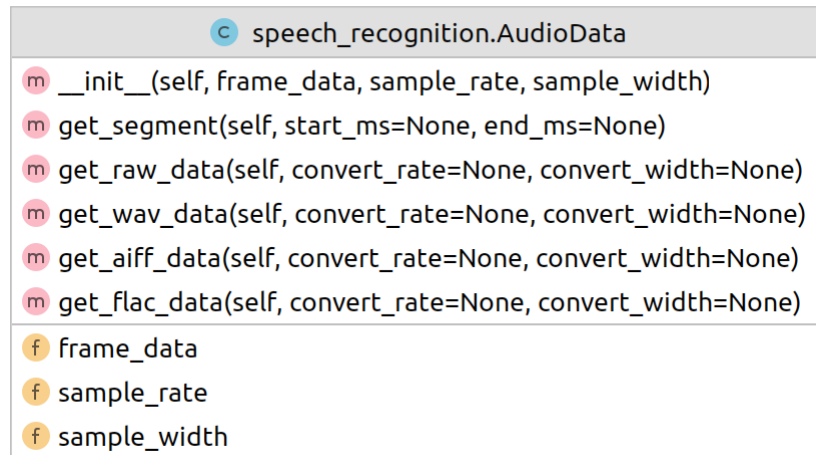 c speech_recognition.AudioData
m __init__(self, frame_data, sample_rate, sample_width)
m get_segment(self, start_ms=None, end_ms=None)
m get_raw_data(self, convert_rate=None, convert_width=None)
m get_wav_data(self, convert_rate=None, convert_width=None)
m get_aiff_data(self, convert_rate=None, convert_width=None)
m get_flac_data(self, convert_rate=None, convert_width=None)
f frame_data
f sample_rate
f sample_width